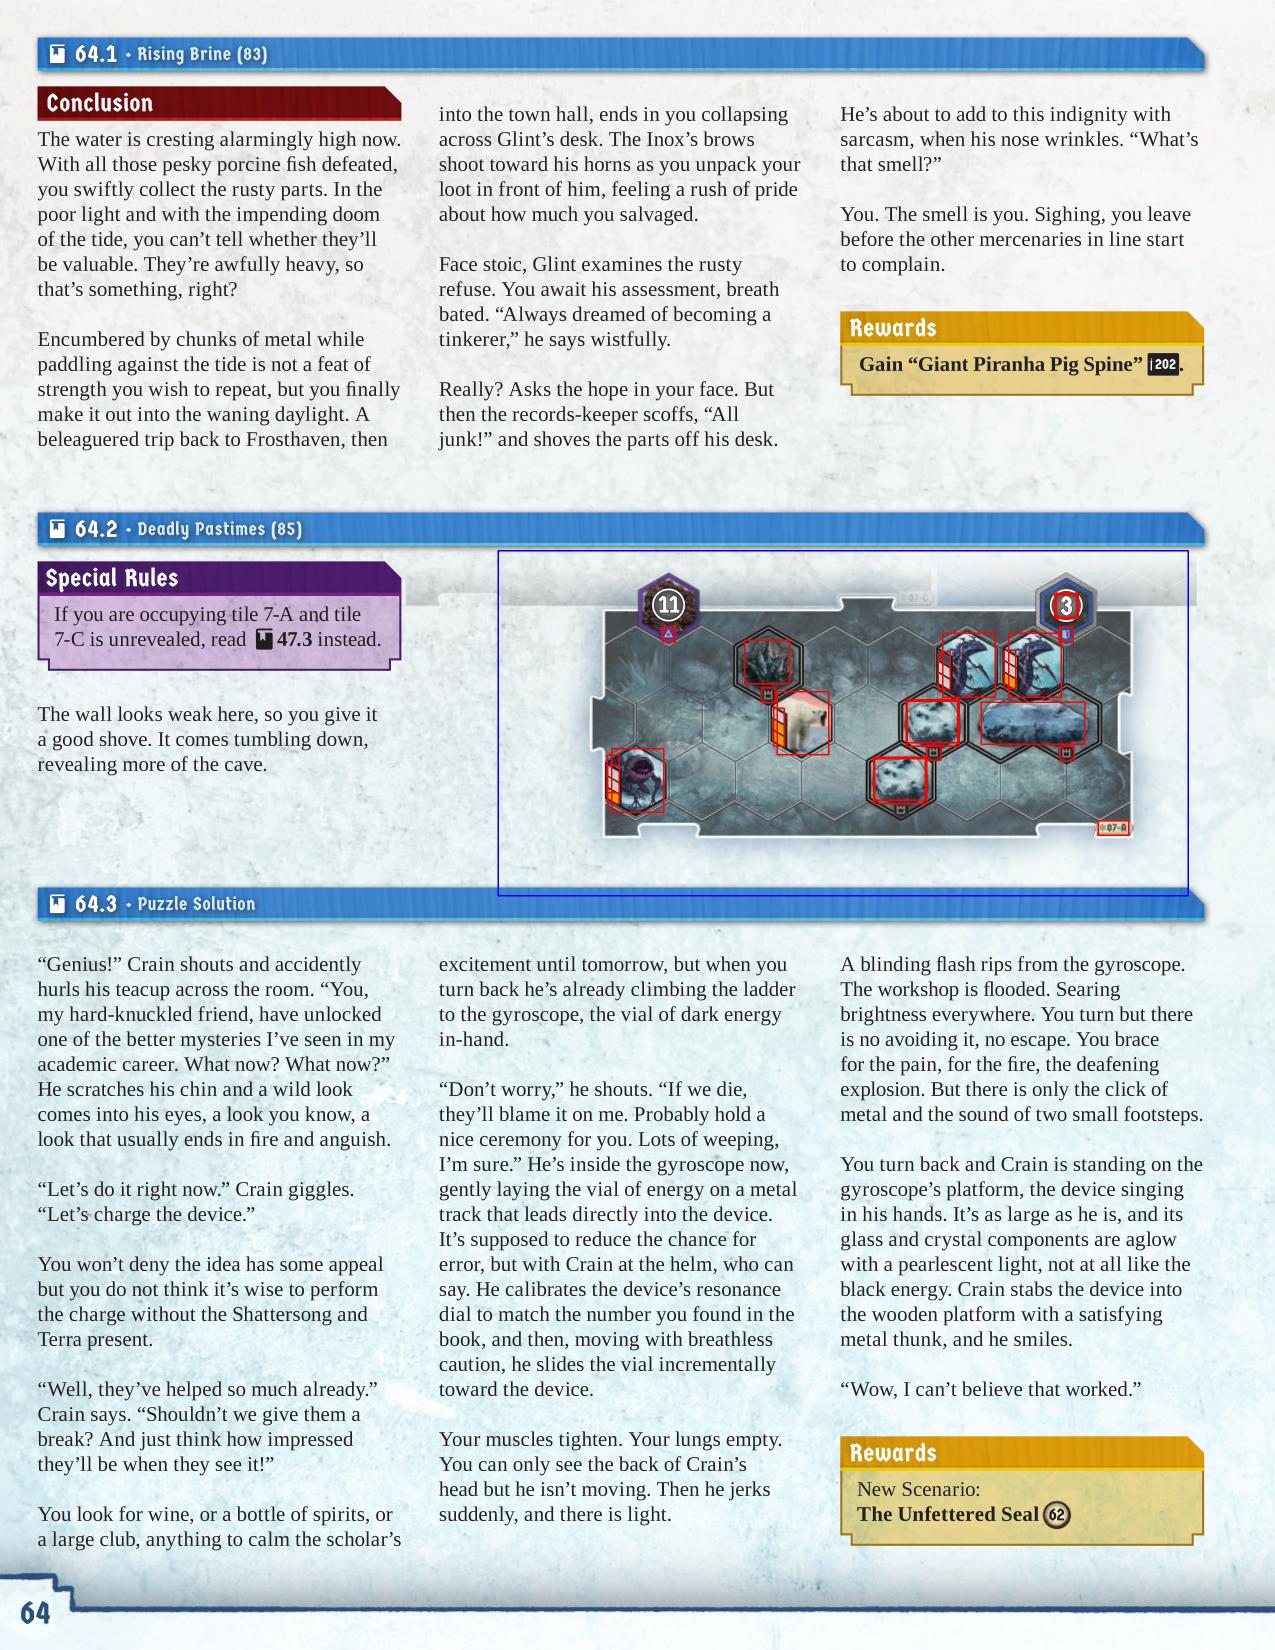 64.1 • Rising Brine (83)
Conclusion
The water is cresting alarmingly high now.
With all those pesky porcine fish defeated,
you swiftly collect the rusty parts. In the
poor light and with the impending doom
of the tide, you can’t tell whether they’ll
be valuable. They’re awfully heavy, so
that’s something, right?
Encumbered by chunks of metal while
paddling against the tide is not a feat of
strength you wish to repeat, but you finally
make it out into the waning daylight. A
beleaguered trip back to Frosthaven, then
into the town hall, ends in you collapsing
across Glint’s desk. The Inox’s brows
shoot toward his horns as you unpack your
loot in front of him, feeling a rush of pride
about how much you salvaged.
Face stoic, Glint examines the rusty
refuse. You await his assessment, breath
bated. “Always dreamed of becoming a
tinkerer,” he says wistfully.
Really? Asks the hope in your face. But
then the records-keeper scoffs, “All
junk!” and shoves the parts off his desk.
He’s about to add to this indignity with
sarcasm, when his nose wrinkles. “What’s
that smell?”
You. The smell is you. Sighing, you leave
before the other mercenaries in line start
to complain.
Rewards
Gain “Giant Piranha Pig Spine” 202.
64.2 • Deadly Pastimes (85)
Special Rules
If you are occupying tile 7-A and tile
7-C is unrevealed, read 47.3 instead.
The wall looks weak here, so you give it
a good shove. It comes tumbling down,
revealing more of the cave.
07-C
11
3
07-A
64.3 • Puzzle Solution
“Genius!” Crain shouts and accidently
hurls his teacup across the room. “You,
my hard-knuckled friend, have unlocked
one of the better mysteries I’ve seen in my
academic career. What now? What now?”
He scratches his chin and a wild look
comes into his eyes, a look you know, a
look that usually ends in fire and anguish.
“Let’s do it right now.” Crain giggles.
“Let’s charge the device.”
You won’t deny the idea has some appeal
but you do not think it’s wise to perform
the charge without the Shattersong and
Terra present.
“Well, they’ve helped so much already.”
Crain says. “Shouldn’t we give them a
break? And just think how impressed
they’ll be when they see it!”
You look for wine, or a bottle of spirits, or
a large club, anything to calm the scholar’s
excitement until tomorrow, but when you
turn back he’s already climbing the ladder
to the gyroscope, the vial of dark energy
in-hand.
“Don’t worry,” he shouts. “If we die,
they’ll blame it on me. Probably hold a
nice ceremony for you. Lots of weeping,
I’m sure.” He’s inside the gyroscope now,
gently laying the vial of energy on a metal
track that leads directly into the device.
It’s supposed to reduce the chance for
error, but with Crain at the helm, who can
say. He calibrates the device’s resonance
dial to match the number you found in the
book, and then, moving with breathless
caution, he slides the vial incrementally
toward the device.
Your muscles tighten. Your lungs empty.
You can only see the back of Crain’s
head but he isn’t moving. Then he jerks
suddenly, and there is light.
A blinding flash rips from the gyroscope.
The workshop is flooded. Searing
brightness everywhere. You turn but there
is no avoiding it, no escape. You brace
for the pain, for the fire, the deafening
explosion. But there is only the click of
metal and the sound of two small footsteps.
You turn back and Crain is standing on the
gyroscope’s platform, the device singing
in his hands. It’s as large as he is, and its
glass and crystal components are aglow
with a pearlescent light, not at all like the
black energy. Crain stabs the device into
the wooden platform with a satisfying
metal thunk, and he smiles.
“Wow, I can’t believe that worked.”
Rewards
New Scenario:
The Unfettered Seal 62
64